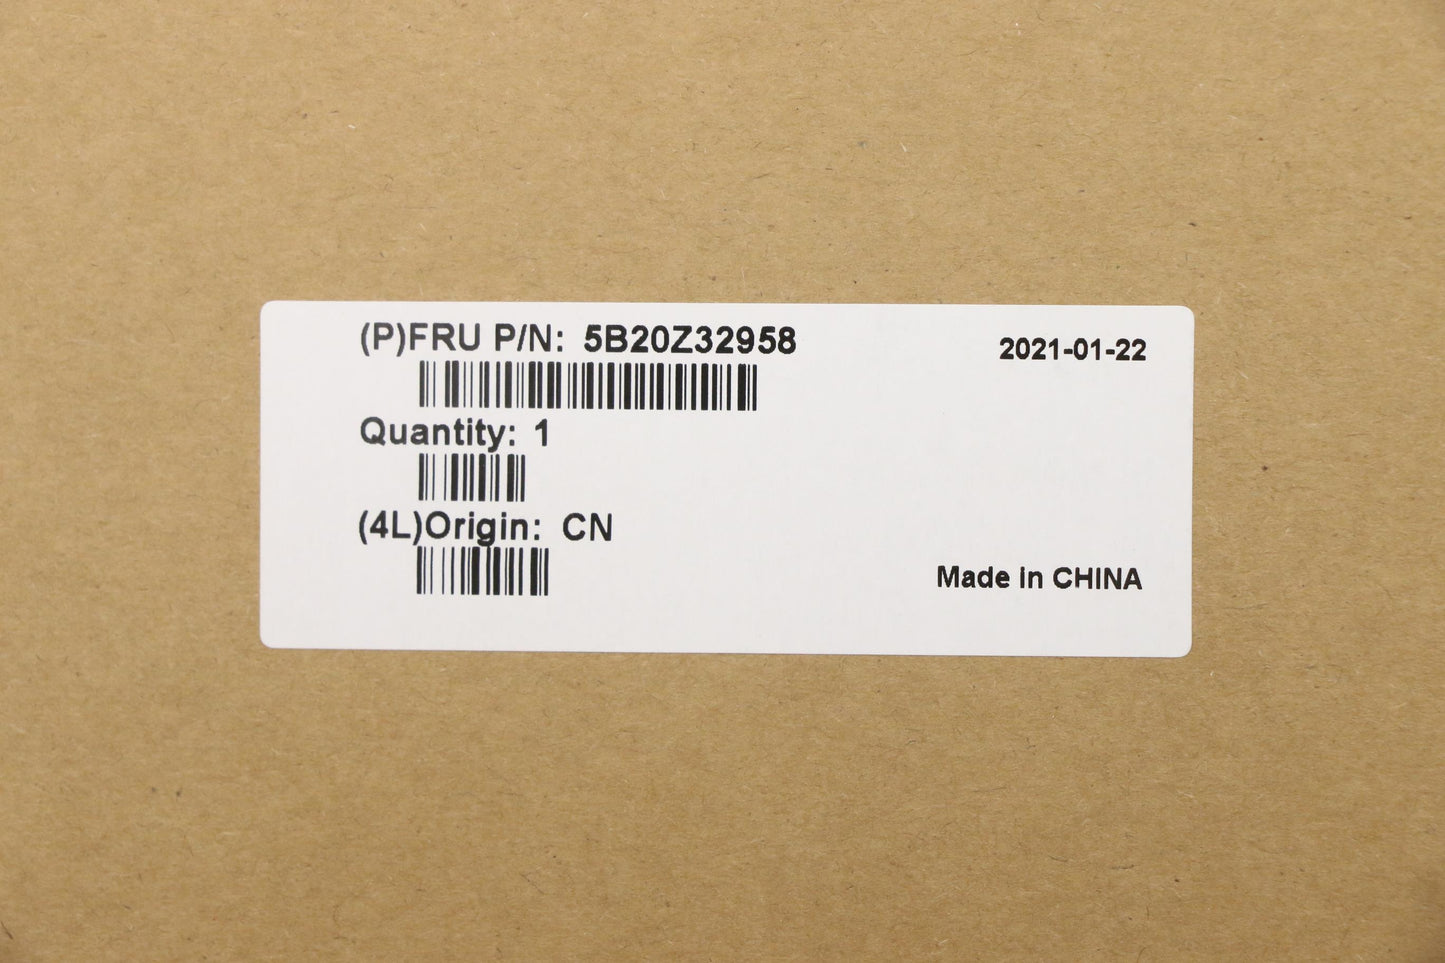 (P)FRU P/N: 5B20Z32958
2021-01-22
Quantity: 1
(4L)Origin: CN
Made in CHINA